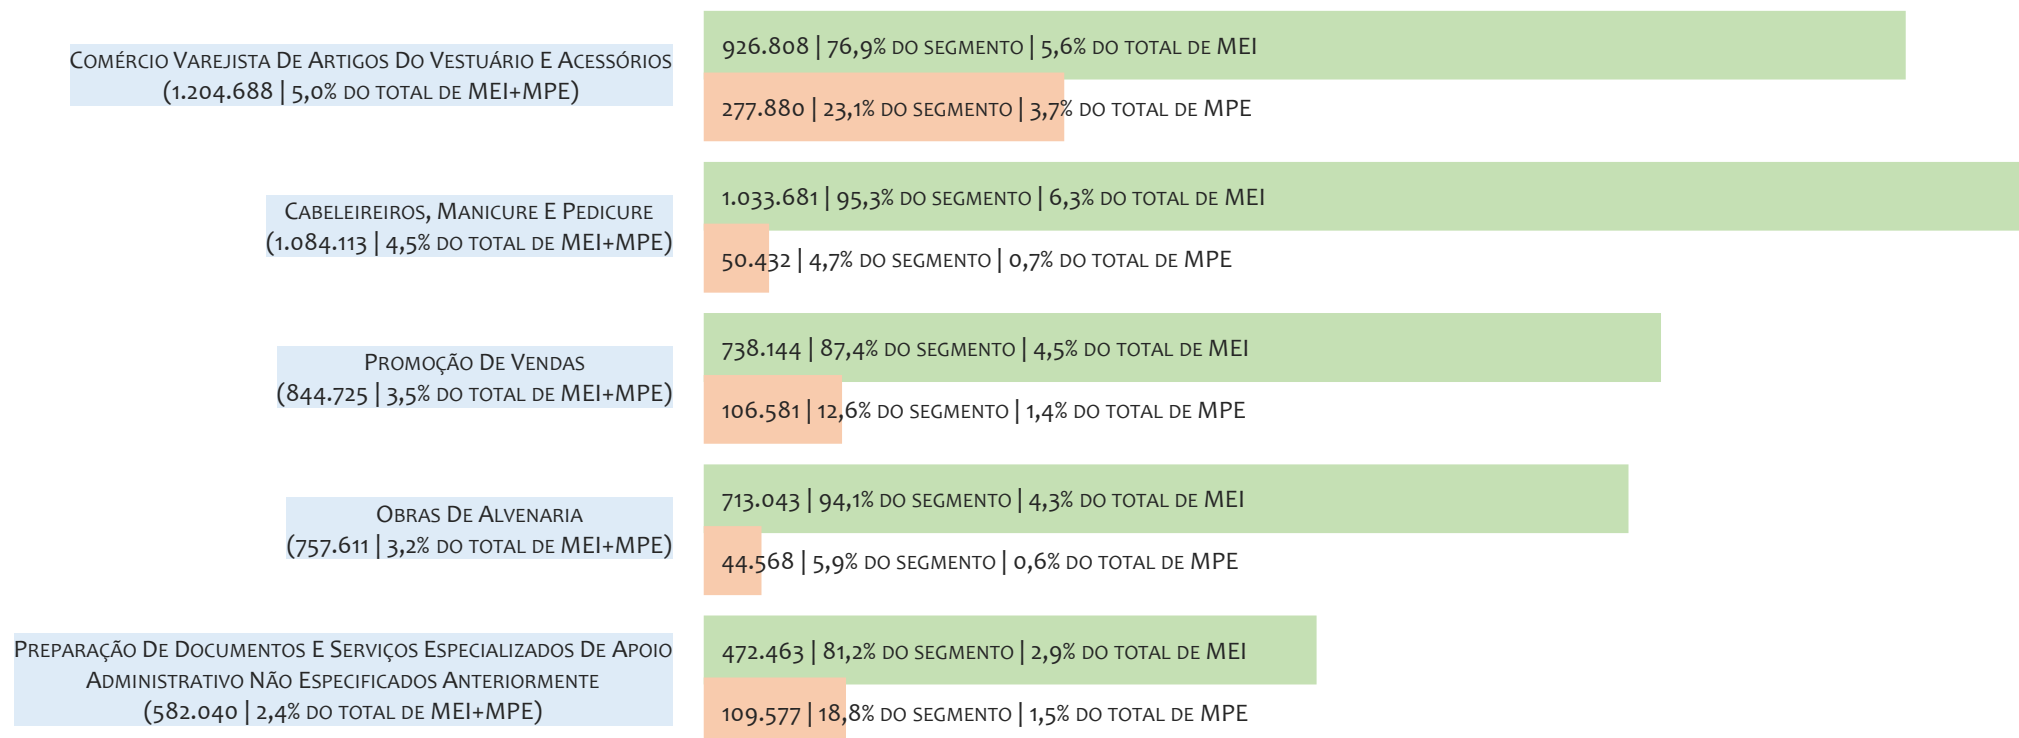 Comércio Varejista De Artigos Do Vestuário E Acessórios
(1.204.688 | 5,0% do total de MEI+MPE)
926.808 | 76,9% do segmento | 5,6% do total de MEI
277.880 | 23,1% do segmento | 3,7% do total de MPE
Cabeleireiros, Manicure E Pedicure
(1.084.113 | 4,5% do total de MEI+MPE)
1.033.681 | 95,3% do segmento | 6,3% do total de MEI
50.432 | 4,7% do segmento | 0,7% do total de MPE
Promoção De Vendas
(844.725 | 3,5% do total de MEI+MPE)
738.144 | 87,4% do segmento | 4,5% do total de MEI
106.581 | 12,6% do segmento | 1,4% do total de MPE
Obras De Alvenaria
(757.611 | 3,2% do total de MEI+MPE)
713.043 | 94,1% do segmento | 4,3% do total de MEI
44.568 | 5,9% do segmento | 0,6% do total de MPE
Preparação De Documentos E Serviços Especializados De Apoio
Administrativo Não Especificados Anteriormente
(582.040 | 2,4% do total de MEI+MPE)
472.463 | 81,2% do segmento | 2,9% do total de MEI
109.577 | 18,8% do segmento | 1,5% do total de MPE